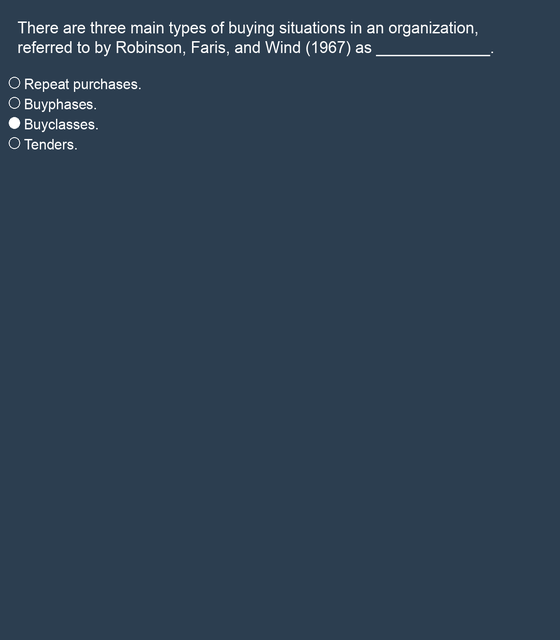 There are three main types of buying situations in an organization,
referred to by Robinson, Faris, and Wind (1967) as ______________.
Repeat purchases.
Buyphases.
Buyclasses.
Tenders.